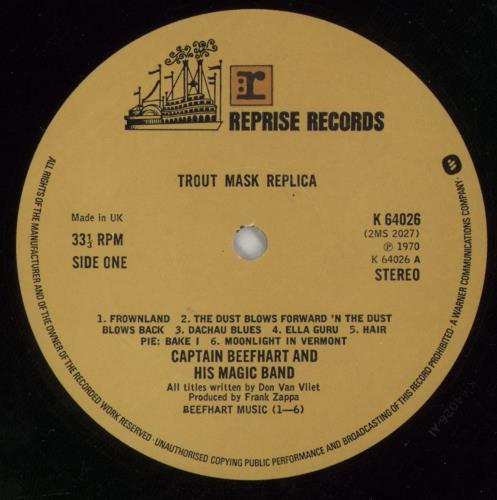 r
REPRISE RECORDS
TROUT MASK REPLICA
Made in UK
33⅓ RPM
SIDE ONE
K 64026
(2MS 2027)
℗ 1970
K 64026 A
STEREO
1. FROWNLAND 2. THE DUST BLOWS FORWARD 'N THE DUST
BLOWS BACK 3. DACHAU BLUES 4. ELLA GURU 5. HAIR
PIE: BAKE I 6. MOONLIGHT IN VERMONT
CAPTAIN BEEFHART AND
HIS MAGIC BAND
All titles written by Don Van Vliet
Produced by Frank Zappa
BEEFHART MUSIC (1—6)
ALL RIGHTS OF THE MANUFACTURER AND OF THE OWNER OF THE RECORDED WORK RESERVED · UNAUTHORISED COPYING PUBLIC PERFORMANCE AND BROADCASTING OF THIS RECORD PROHIBITED · A WARNER COMMUNICATIONS COMPANY ·